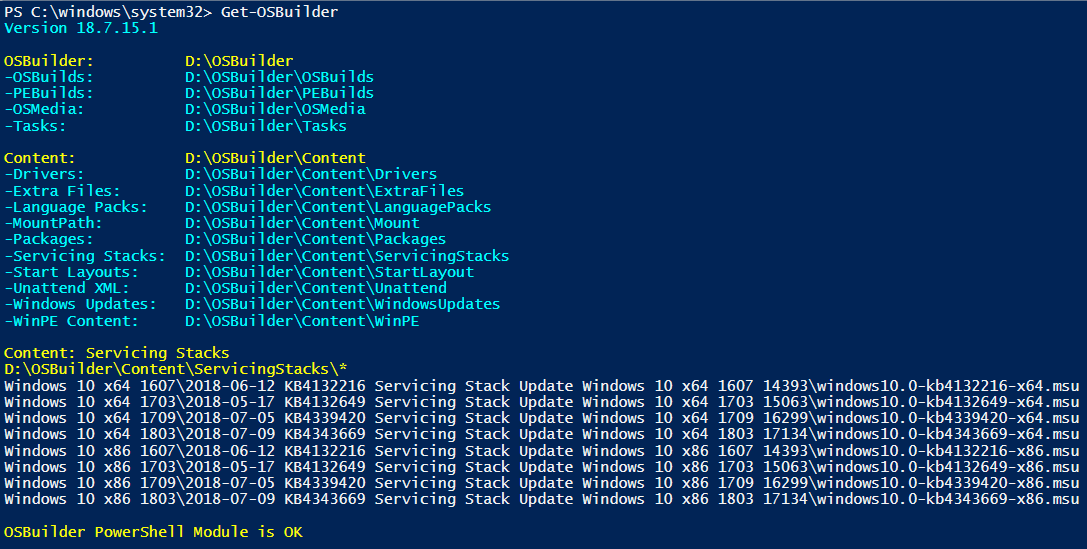 PS C:\windows\system32> Get-OSBuilder
Version 18.7.15.1
OSBuilder: D:\OSBuilder
-OSBuilds: D:\OSBuilder\OSBuilds
-PEBuilds: D:\OSBuilder\PEBuilds
-OSMedia: D:\OSBuilder\OSMedia
-Tasks: D:\OSBuilder\Tasks
Content: D:\OSBuilder\Content
-Drivers: D:\OSBuilder\Content\Drivers
-Extra Files: D:\OSBuilder\Content\ExtraFiles
-Language Packs: D:\OSBuilder\Content\LanguagePacks
-MountPath: D:\OSBuilder\Content\Mount
-Packages: D:\OSBuilder\Content\Packages
-Servicing Stacks: D:\OSBuilder\Content\ServicingStacks
-Start Layouts: D:\OSBuilder\Content\StartLayout
-Unattend XML: D:\OSBuilder\Content\Unattend
-Windows Updates: D:\OSBuilder\Content\WindowsUpdates
-WinPE Content: D:\OSBuilder\Content\WinPE
Content: Servicing Stacks
D:\OSBuilder\Content\ServicingStacks\*
Windows 10 x64 1607\2018-06-12 KB4132216 Servicing Stack Update Windows 10 x64 1607 14393\windows10.0-kb4132216-x64.msu
Windows 10 x64 1703\2018-05-17 KB4132649 Servicing Stack Update Windows 10 x64 1703 15063\windows10.0-kb4132649-x64.msu
Windows 10 x64 1709\2018-07-05 KB4339420 Servicing Stack Update Windows 10 x64 1709 16299\windows10.0-kb4339420-x64.msu
Windows 10 x64 1803\2018-07-09 KB4343669 Servicing Stack Update Windows 10 x64 1803 17134\windows10.0-kb4343669-x64.msu
Windows 10 x86 1607\2018-06-12 KB4132216 Servicing Stack Update Windows 10 x86 1607 14393\windows10.0-kb4132216-x86.msu
Windows 10 x86 1703\2018-05-17 KB4132649 Servicing Stack Update Windows 10 x86 1703 15063\windows10.0-kb4132649-x86.msu
Windows 10 x86 1709\2018-07-05 KB4339420 Servicing Stack Update Windows 10 x86 1709 16299\windows10.0-kb4339420-x86.msu
Windows 10 x86 1803\2018-07-09 KB4343669 Servicing Stack Update Windows 10 x86 1803 17134\windows10.0-kb4343669-x86.msu
OSBuilder PowerShell Module is OK